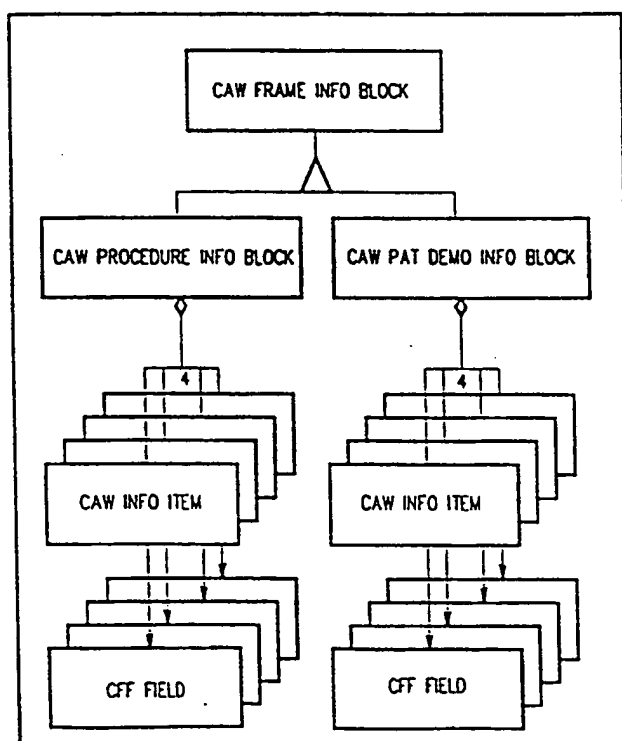 CAW FRAME INFO BLOCK
CAW PROCEDURE INFO BLOCK
CAW PAT DEMO INFO BLOCK
4
4
CAW INFO ITEM
CAW INFO ITEM
CFF FIELD
CFF FIELD